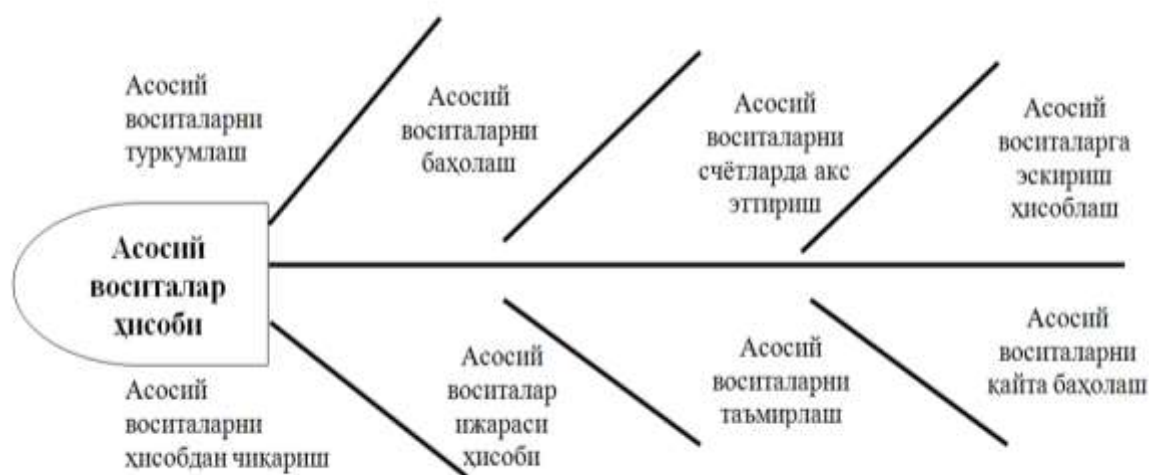 Асосий
воситаларни
туркумлаш
Асосий
воситаларни
баҳолаш
Асосий
воситаларни
счётларда акс
эттириш
Асосий
воситаларга
эскириш
ҳисоблаш
Асосий
воситалар
ҳисоби
Асосий
воситаларни
ҳисобдан чиқариш
Асосий
воситалар
ижараси
ҳисоби
Асосий
воситаларни
таъмирлаш
Асосий
воситаларни
қайта баҳолаш